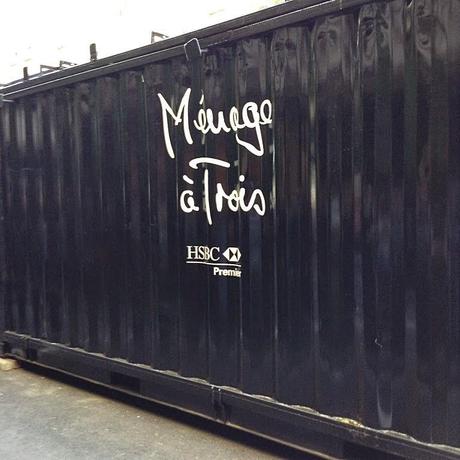 Ménage
à Trois
HSBC
Premier